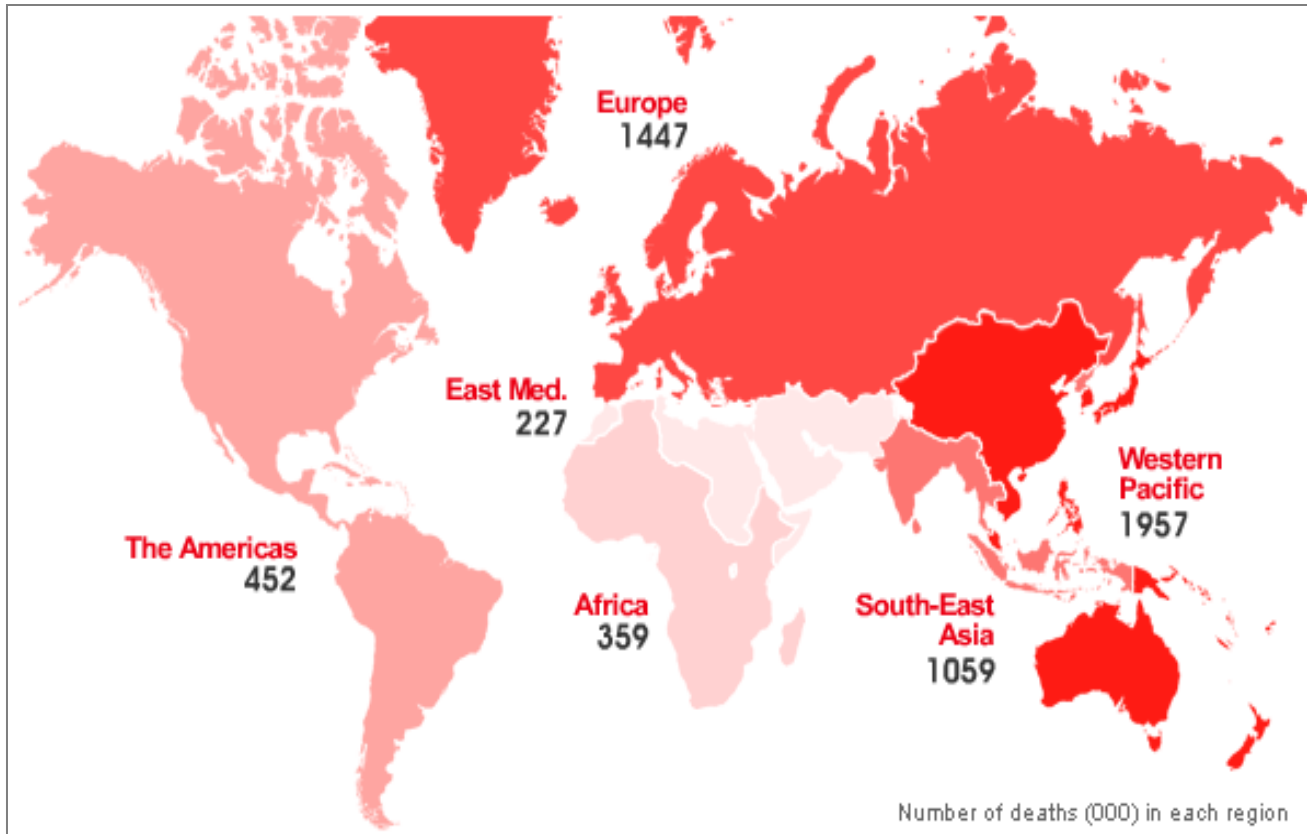 Europe
1447
East Med.
227
Western
Pacific
1957
The Americas
452
Africa
359
South-East
Asia
1059
Number of deaths (000) in each region